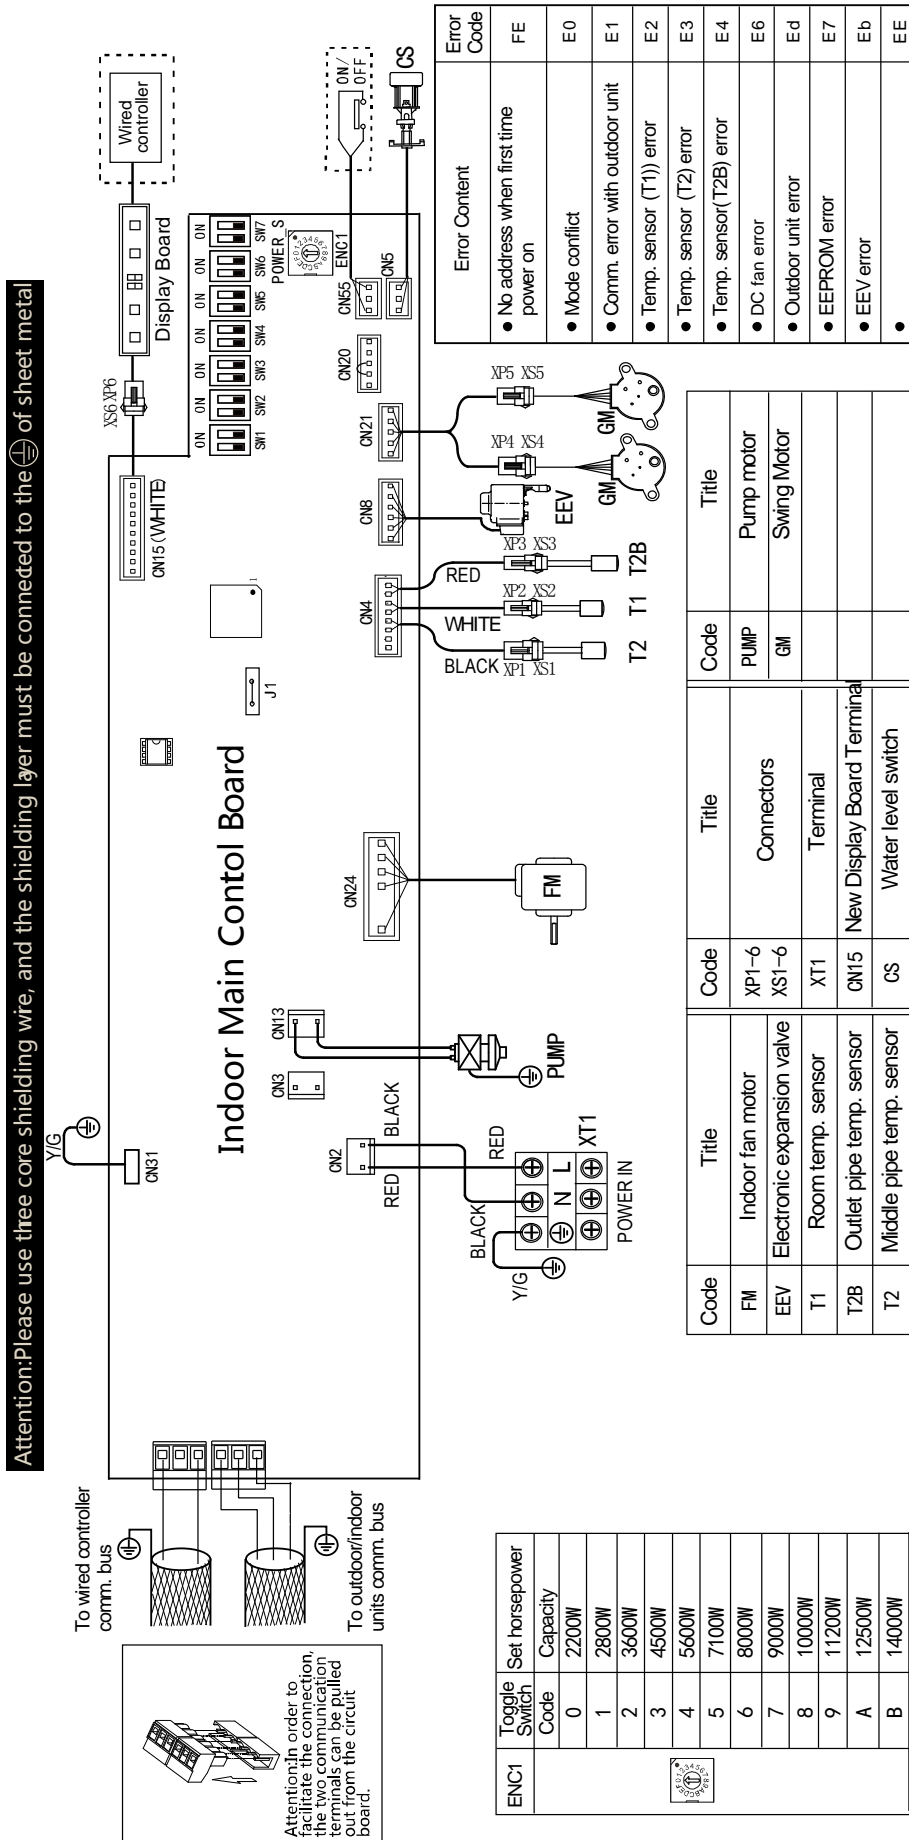 Attention:Please use three core shielding wire, and the shielding layer must be connected to the of sheet metal
Attention:In order to
facilitate the connection,
the two communication
terminals can be pulled
out from the circuit
board.
To wired controller
comm. bus
To outdoor/indoor
units comm. bus
Y/G
CN31
Indoor Main Contol Board
J1
1
CN15(WHITE)
XS6 XP6
Display Board
Wired
controller
ON
ON
ON
ON
ON
ON
ON
SW1
SW2
SW3
SW4
SW5
SW6
SW7
POWER_S
ENC1
CN55
CN5
ON/
OFF
CS
CN20
CN21
CN8
CN4
CN24
CN13
CN3
CN2
RED
BLACK
BLACK
RED
Y/G
N
L
XT1
POWER IN
PUMP
FM
BLACK
WHITE
RED
XP1 XS1
XP2 XS2
XP3 XS3
T2
T1
T2B
EEV
XP4 XS4
XP5 XS5
GM
GM
ENC1
Toggle
Switch
Set horsepower
Code
Capacity
0 2200W
1 2800W
2 3600W
3 4500W
4 5600W
5 7100W
6 8000W
7 9000W
8 10000W
9 11200W
A 12500W
B 14000W
Code Title Code Title Code Title
FM Indoor fan motor XP1-6 Connectors PUMP Pump motor
EEV Electronic expansion valve XS1-6 GM Swing Motor
T1 Room temp. sensor XT1 Terminal
T2B Outlet pipe temp. sensor CN15 New Display Board Terminal
T2 Middle pipe temp. sensor CS Water level switch
Error Content
Error
Code
● No address when first time
power on
FE
● Mode conflict E0
● Comm. error with outdoor unit E1
● Temp. sensor (T1)) error E2
● Temp. sensor (T2) error E3
● Temp. sensor(T2B) error E4
● DC fan error E6
● Outdoor unit error Ed
● EEPROM error E7
● EEV error Eb
● EE